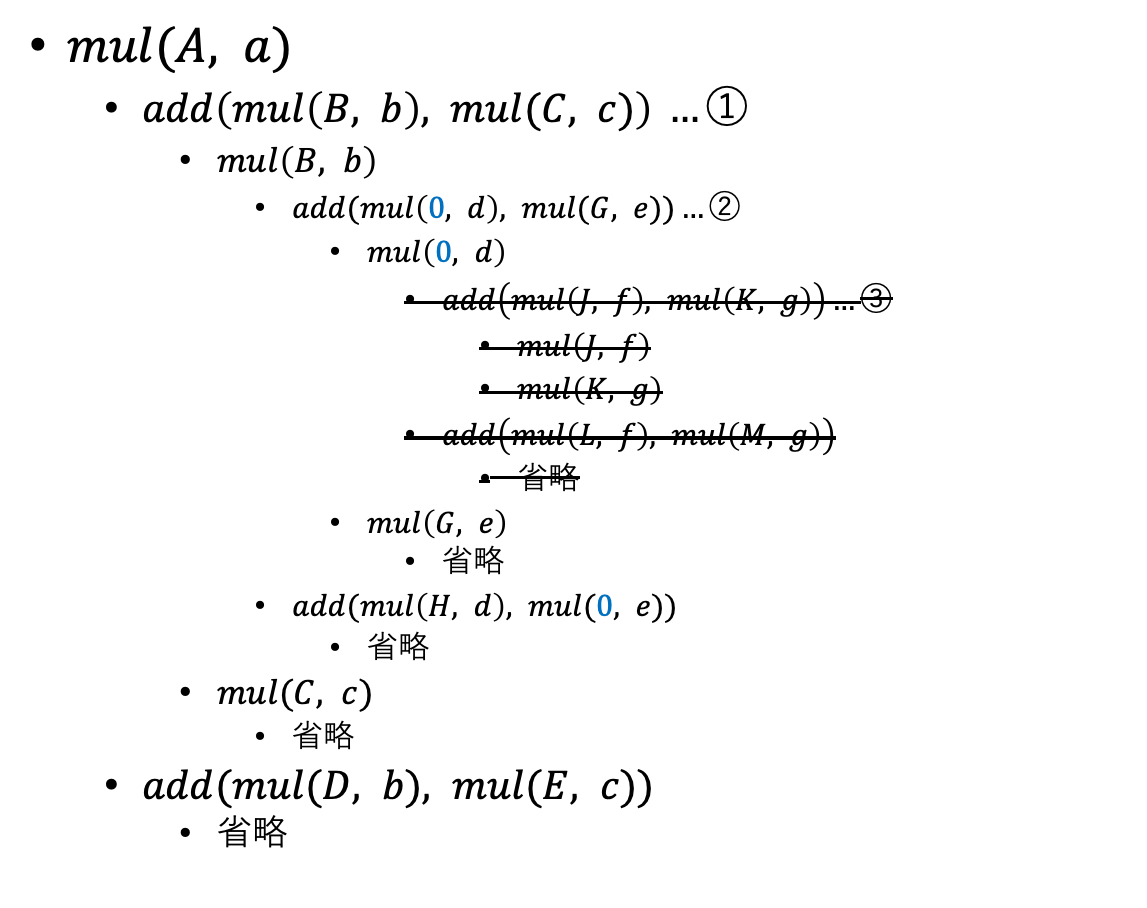 • mul(A, a)
• add(mul(B, b), mul(C, c)) …①
• mul(B, b)
• add(mul(0, d), mul(G, e)) …②
• mul(0, d)
• add(mul(J, f), mul(K, g)) …③
• mul(J, f)
• mul(K, g)
• add(mul(L, f), mul(M, g))
• 省略
• mul(G, e)
• 省略
• add(mul(H, d), mul(0, e))
• 省略
• mul(C, c)
• 省略
• add(mul(D, b), mul(E, c))
• 省略